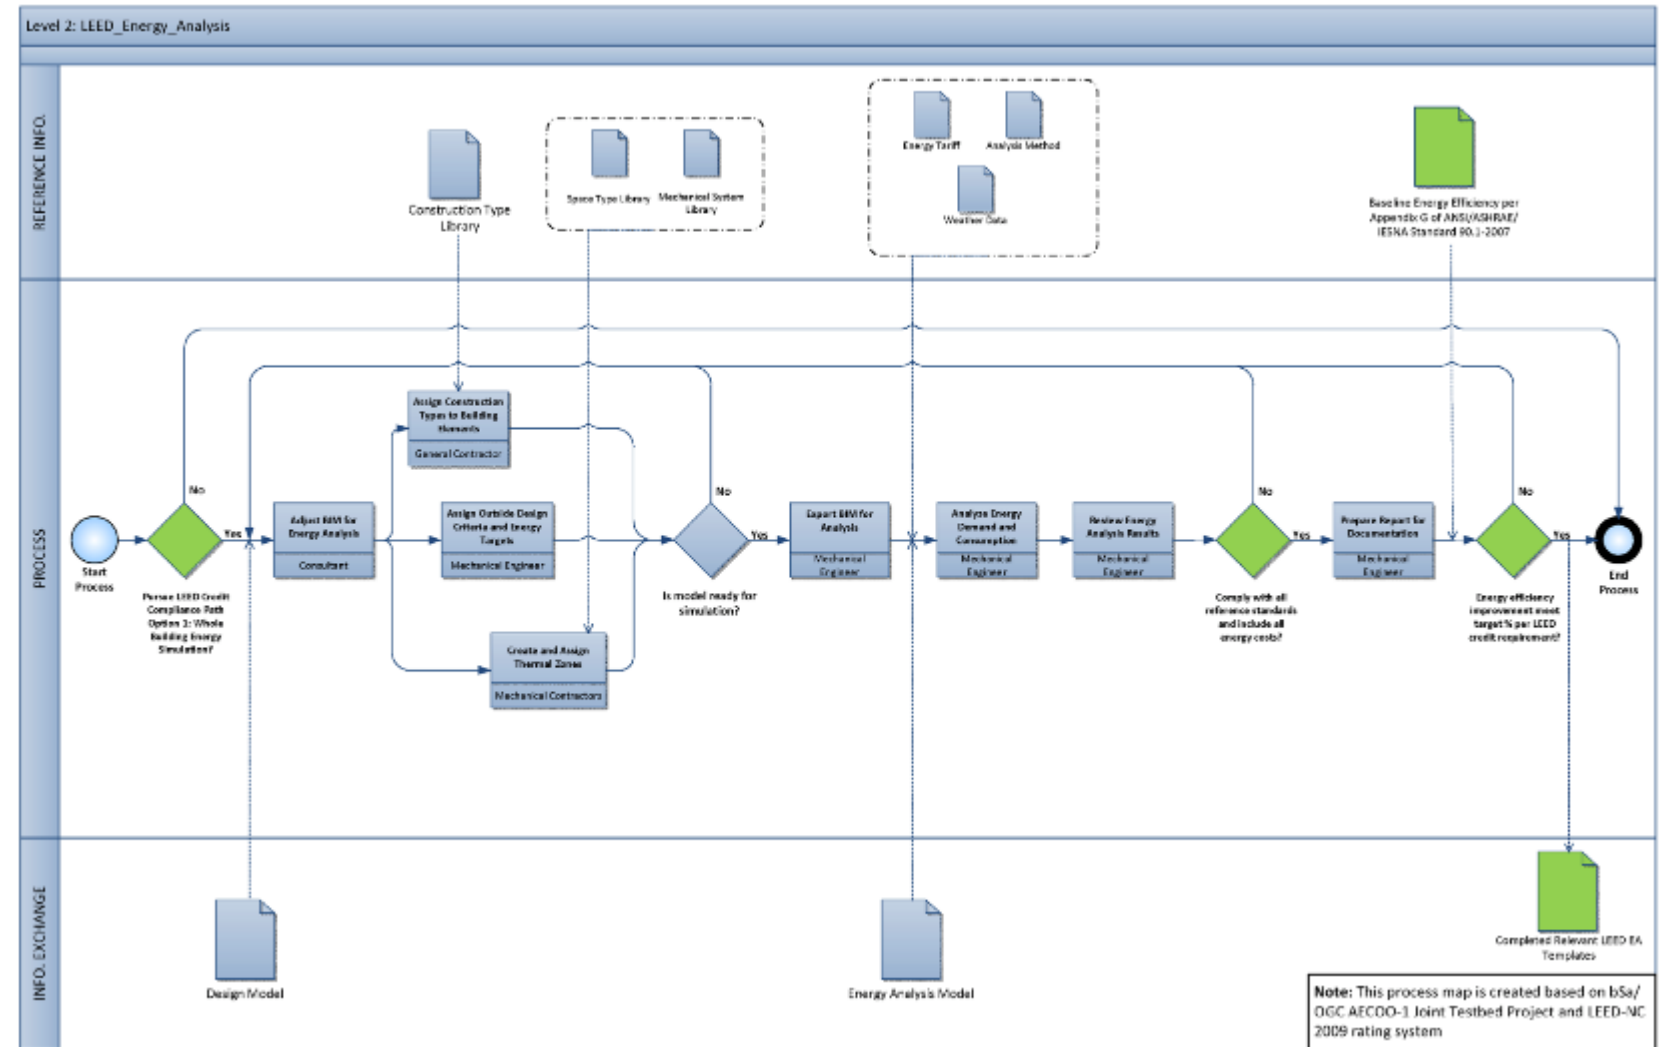 Level 2: LEED_Energy_Analysis
REFERENCE INFO.
Construction Type
Library
Space Type Library
Mechanical System
Library
Energy Tariff
Analysis Method
Weather Data
Baseline Energy Efficiency per
Appendix G of ANSI/ASHRAE/
IESNA Standard 90.1-2007
PROCESS
Start
Process
No
Yes
Pursue LEED Credit
Compliance Path
Option 1: Whole
Building Energy
Simulation?
Adjust BIM for
Energy Analysis
Consultant
Assign Construction
Types to Building
Elements
General Contractor
Assign Outside Design
Criteria and Energy
Targets
Mechanical Engineer
Create and Assign
Thermal Zones
Mechanical Contractors
No
Yes
Is model ready for
simulation?
Export BIM for
Analysis
Mechanical
Engineer
Analyze Energy
Demand and
Consumption
Mechanical
Engineer
Review Energy
Analysis Results
Mechanical
Engineer
No
Yes
Comply with all
reference standards
and include all
energy costs?
Prepare Report for
Documentation
Mechanical
Engineer
No
Yes
Energy efficiency
improvement meet
target % per LEED
credit requirement?
End
Process
INFO. EXCHANGE
Design Model
Energy Analysis Model
Completed Relevant LEED EA
Templates
Note: This process map is created based on bSa/
OGC AECOO-1 Joint Testbed Project and LEED-NC
2009 rating system